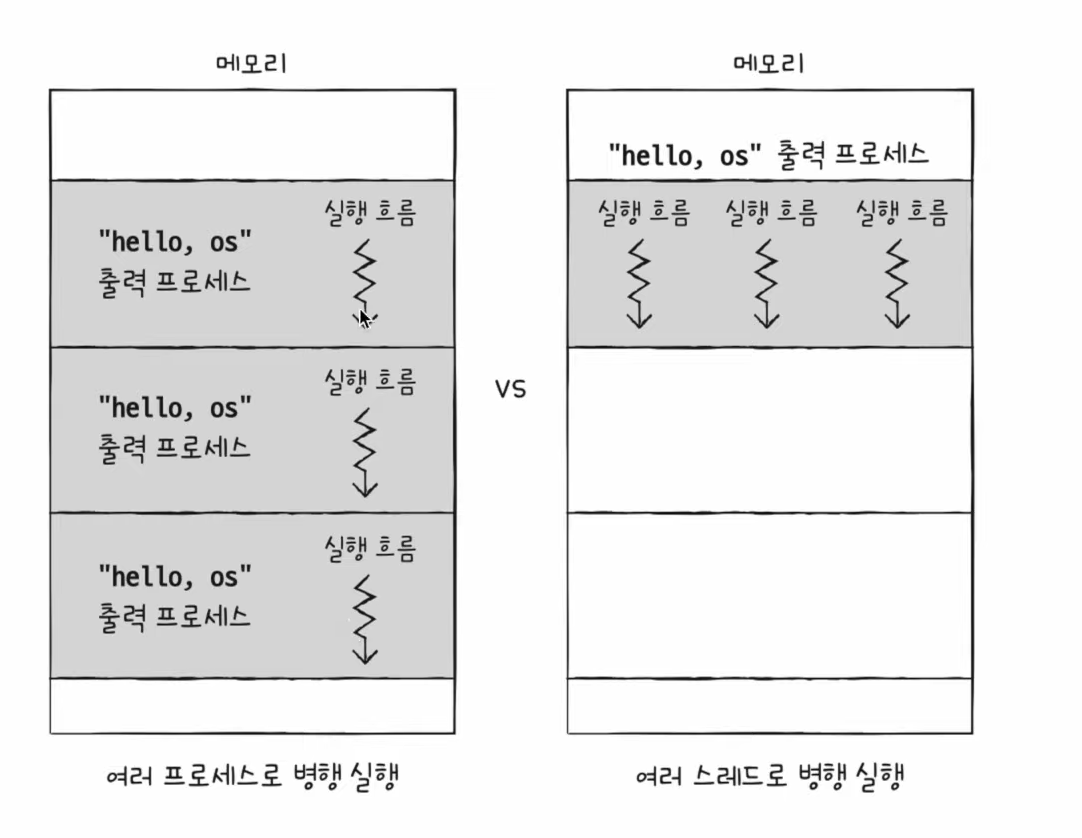 메모리
실행 흐름
"hello, os"
출력 프로세스
실행 흐름
"hello, os"
출력 프로세스
실행 흐름
"hello, os"
출력 프로세스
여러 프로세스로 병행 실행
vs
메모리
"hello, os" 출력 프로세스
실행 흐름 실행 흐름 실행 흐름
여러 스레드로 병행 실행